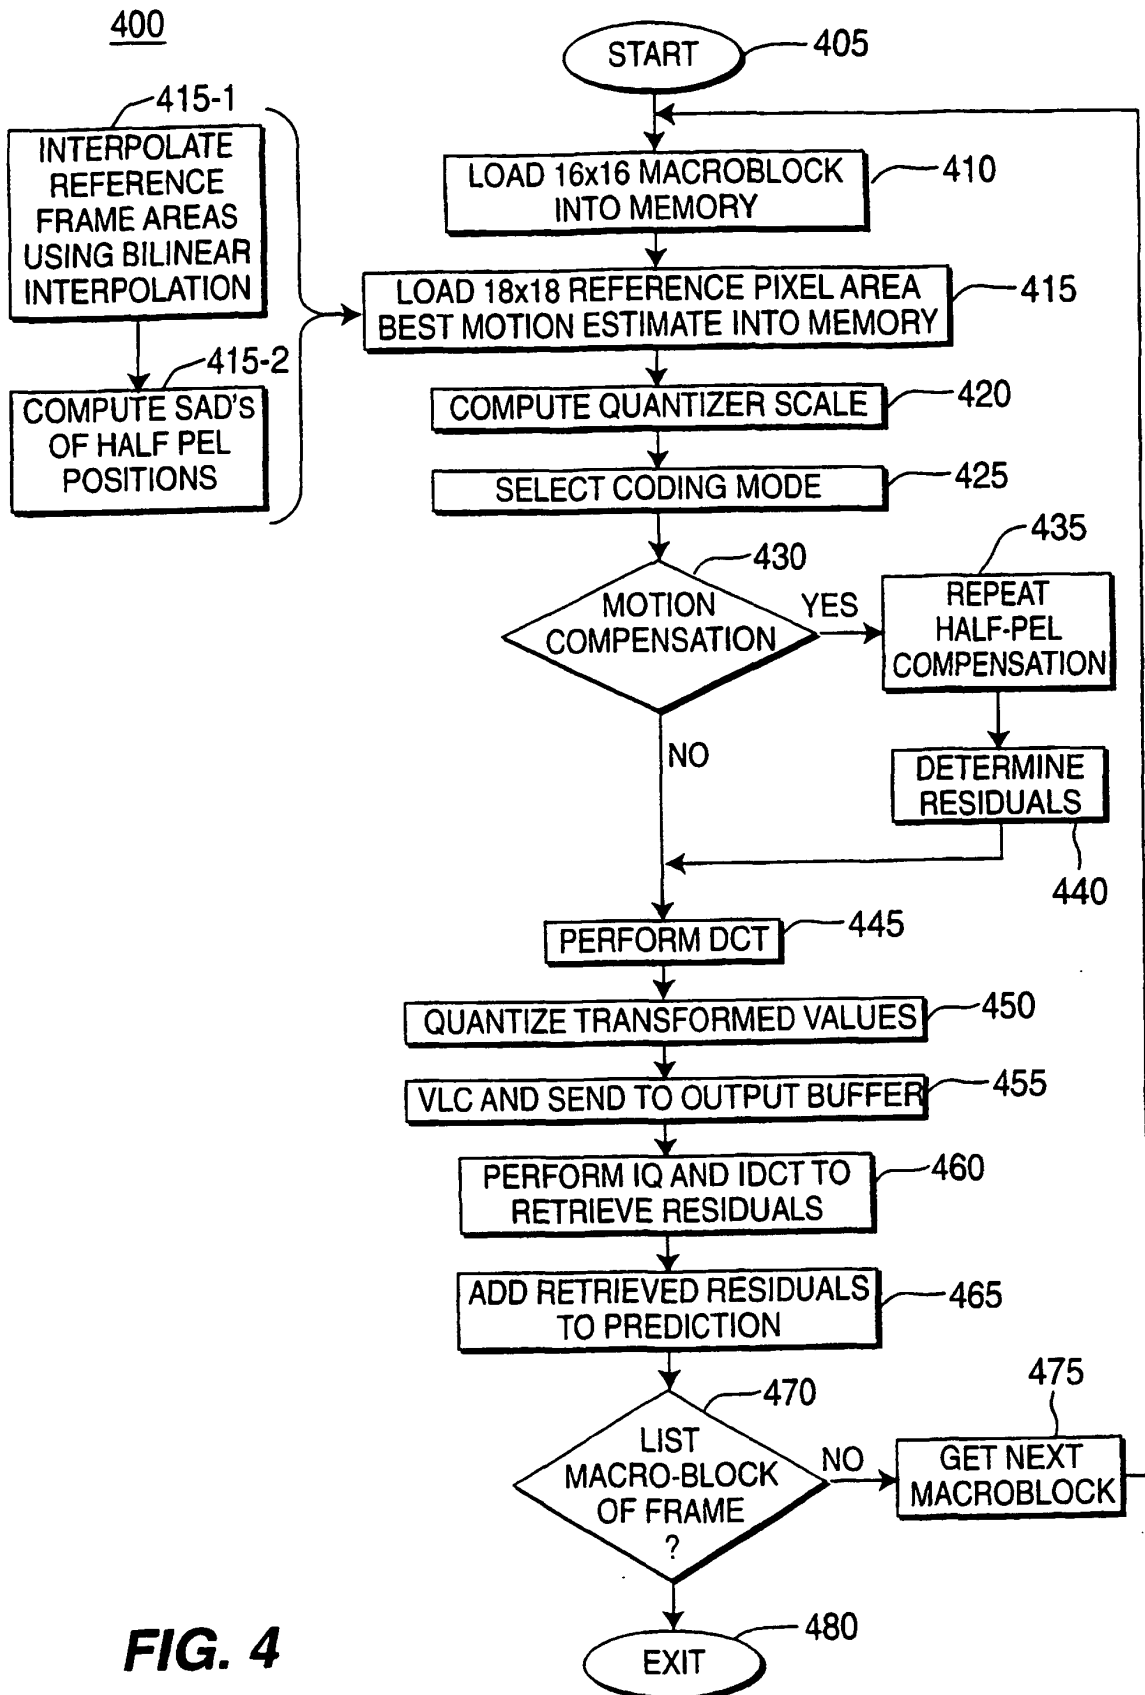 400
START
405
415-1
INTERPOLATE
REFERENCE
FRAME AREAS
USING BILINEAR
INTERPOLATION
415-2
COMPUTE SAD's
OF HALF PEL
POSITIONS
LOAD 16x16 MACROBLOCK
INTO MEMORY
410
LOAD 18x18 REFERENCE PIXEL AREA
BEST MOTION ESTIMATE INTO MEMORY
415
COMPUTE QUANTIZER SCALE
420
SELECT CODING MODE
425
MOTION
COMPENSATION
430
YES
435
REPEAT
HALF-PEL
COMPENSATION
NO
DETERMINE
RESIDUALS
440
PERFORM DCT
445
QUANTIZE TRANSFORMED VALUES
450
VLC AND SEND TO OUTPUT BUFFER
455
PERFORM IQ AND IDCT TO
RETRIEVE RESIDUALS
460
ADD RETRIEVED RESIDUALS
TO PREDICTION
465
LIST
MACRO-BLOCK
OF FRAME
?
470
NO
475
GET NEXT
MACROBLOCK
EXIT
480
FIG. 4